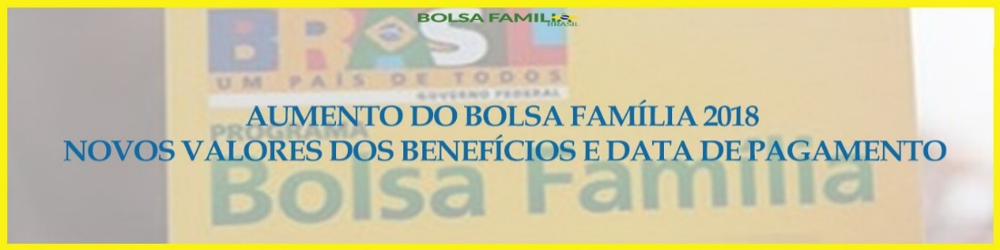 BOLSA FAMILIA
BRASIL
BRASIL
UM PAÍS DE TODOS
GOVERNO FEDERAL
AUMENTO DO BOLSA FAMÍLIA 2018
PROGRAMA
NOVOS VALORES DOS BENEFÍCIOS E DATA DE PAGAMENTO
Bolsa Família